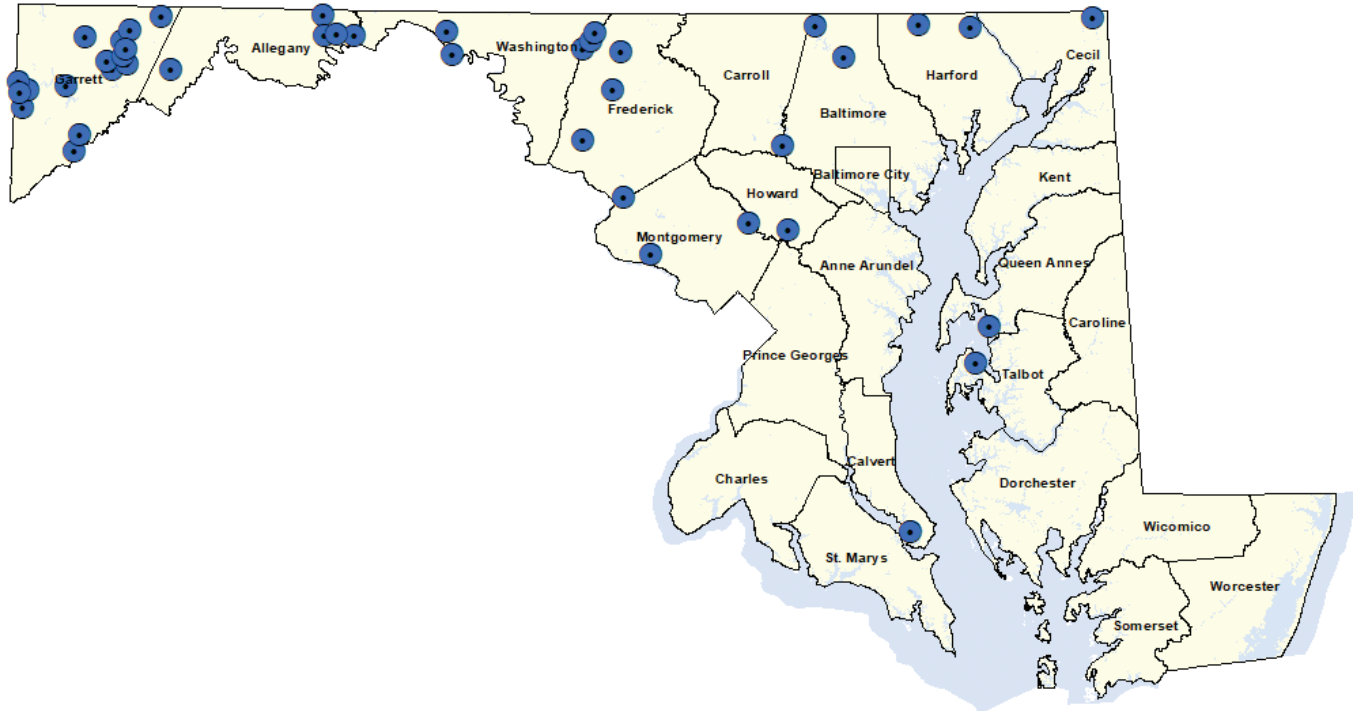 Garrett
Allegany
Washington
Frederick
Carroll
Baltimore
Harford
Cecil
Baltimore City
Howard
Kent
Montgomery
Anne Arundel
Queen Annes
Caroline
Prince Georges
Talbot
Charles
Calvert
Dorchester
St. Marys
Wicomico
Worcester
Somerset